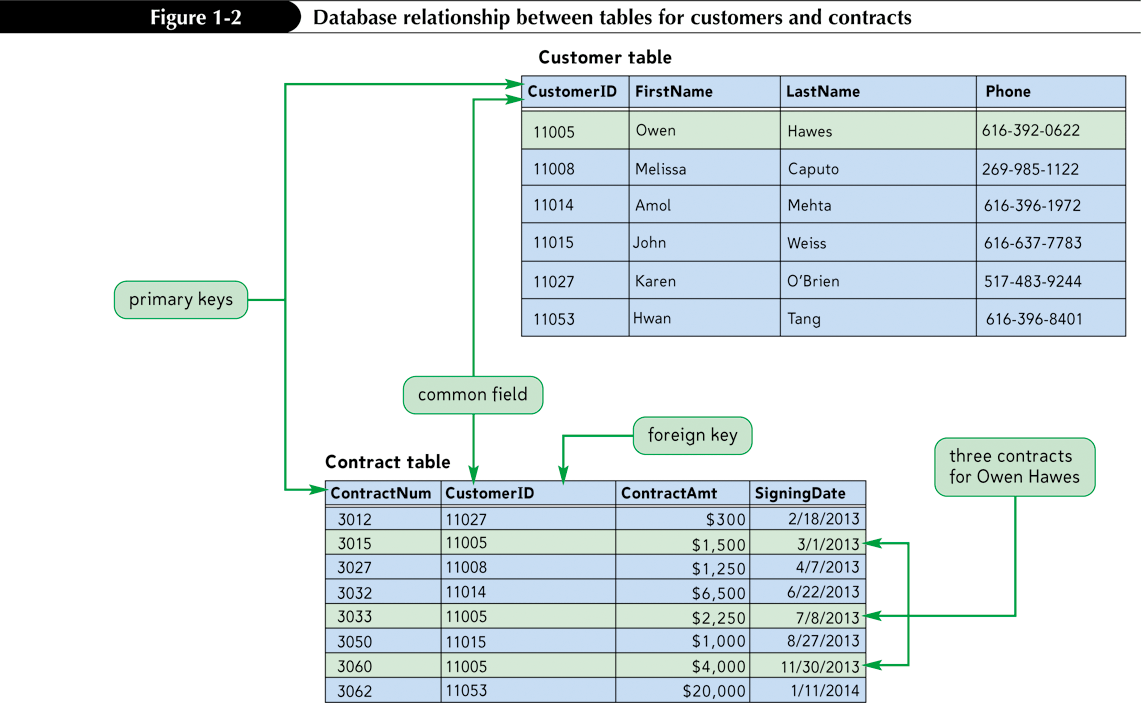 Figure 1-2 Database relationship between tables for customers and contracts
Customer table
CustomerID FirstName LastName Phone
11005 Owen Hawes 616-392-0622
11008 Melissa Caputo 269-985-1122
11014 Amol Mehta 616-396-1972
11015 John Weiss 616-637-7783
11027 Karen O’Brien 517-483-9244
11053 Hwan Tang 616-396-8401
primary keys
common field
foreign key
three contracts
for Owen Hawes
Contract table
ContractNum CustomerID ContractAmt SigningDate
3012 11027 $300 2/18/2013
3015 11005 $1,500 3/1/2013
3027 11008 $1,250 4/7/2013
3032 11014 $6,500 6/22/2013
3033 11005 $2,250 7/8/2013
3050 11015 $1,000 8/27/2013
3060 11005 $4,000 11/30/2013
3062 11053 $20,000 1/11/2014